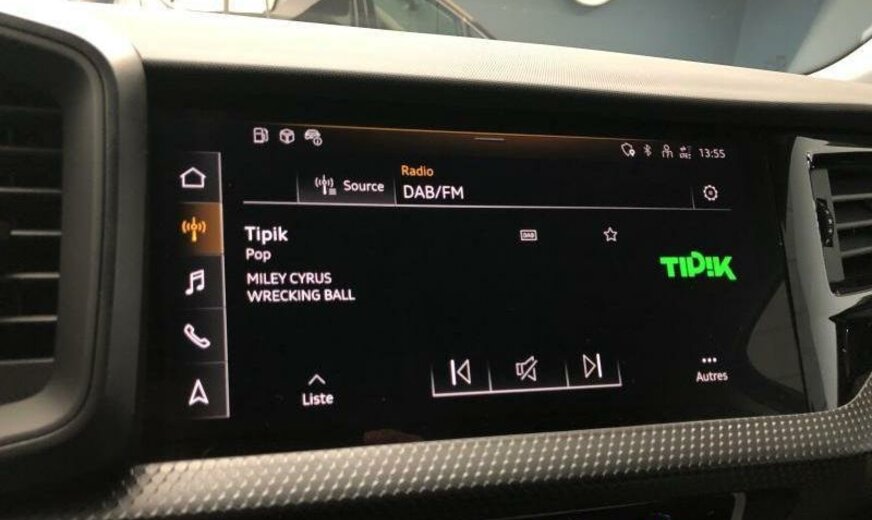 13:55
Source
Radio
DAB/FM
Tipik
DAB
Pop
MILEY CYRUS
WRECKING BALL
TIPIK
Liste
Autres